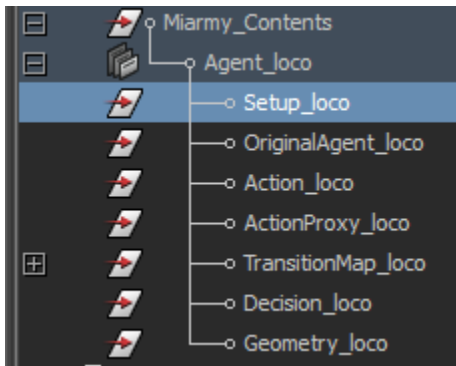 Miarmy_Contents
Agent_loco
Setup_loco
OriginalAgent_loco
Action_loco
ActionProxy_loco
TransitionMap_loco
Decision_loco
Geometry_loco